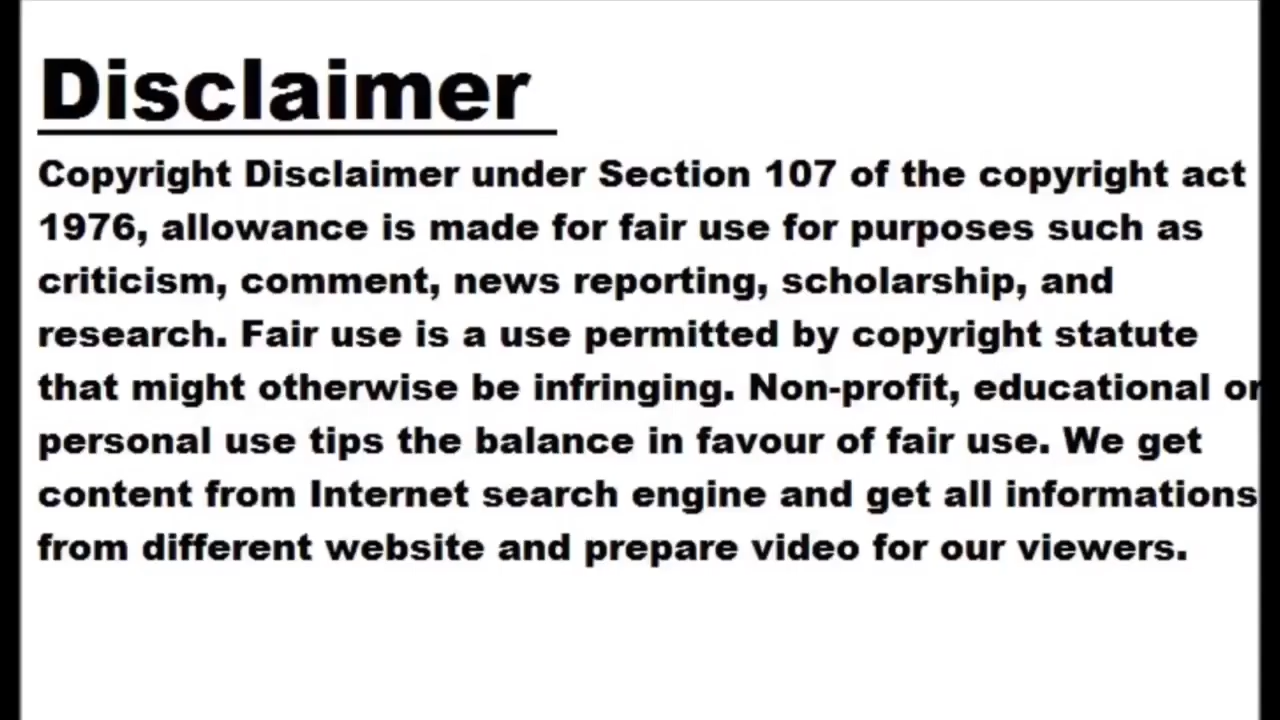 Disclaimer
Copyright Disclaimer under Section 107 of the copyright act
1976, allowance is made for fair use for purposes such as
criticism, comment, news reporting, scholarship, and
research. Fair use is a use permitted by copyright statute
that might otherwise be infringing. Non-profit, educational or
personal use tips the balance in favour of fair use. We get
content from Internet search engine and get all informations
from different website and prepare video for our viewers.